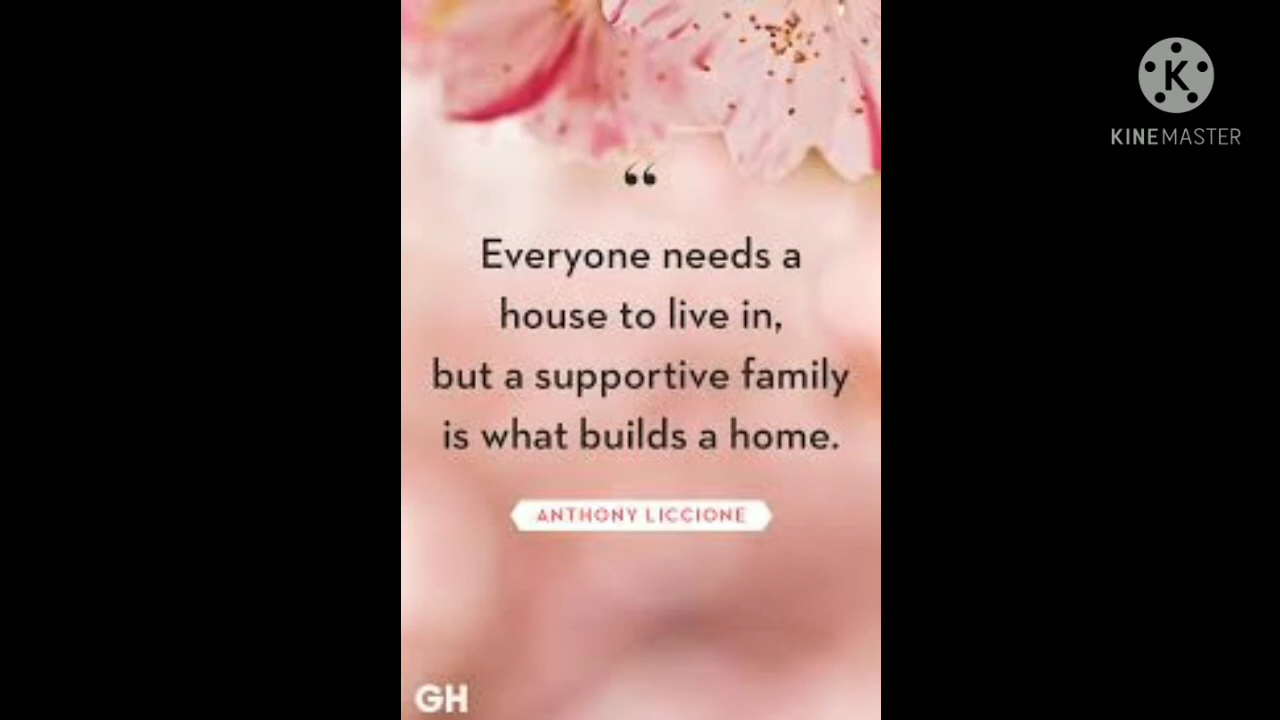 K
KINEMASTER
“
Everyone needs a
house to live in,
but a supportive family
is what builds a home.
ANTHONY LICCIONE
GH